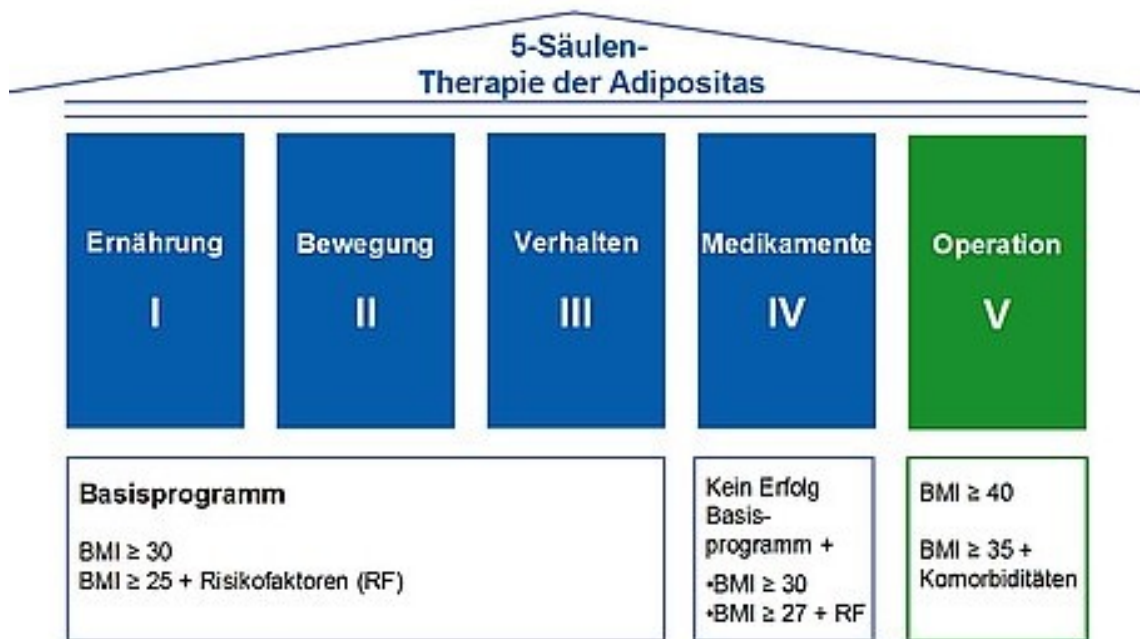 5-Säulen-
Therapie der Adipositas
Ernährung
I
Bewegung
II
Verhalten
III
Medikamente
IV
Operation
V
Basisprogramm
BMI ≥ 30
BMI ≥ 25 + Risikofaktoren (RF)
Kein Erfolg
Basis-
programm +
•BMI ≥ 30
•BMI ≥ 27 + RF
BMI ≥ 40
BMI ≥ 35 +
Komorbiditäten